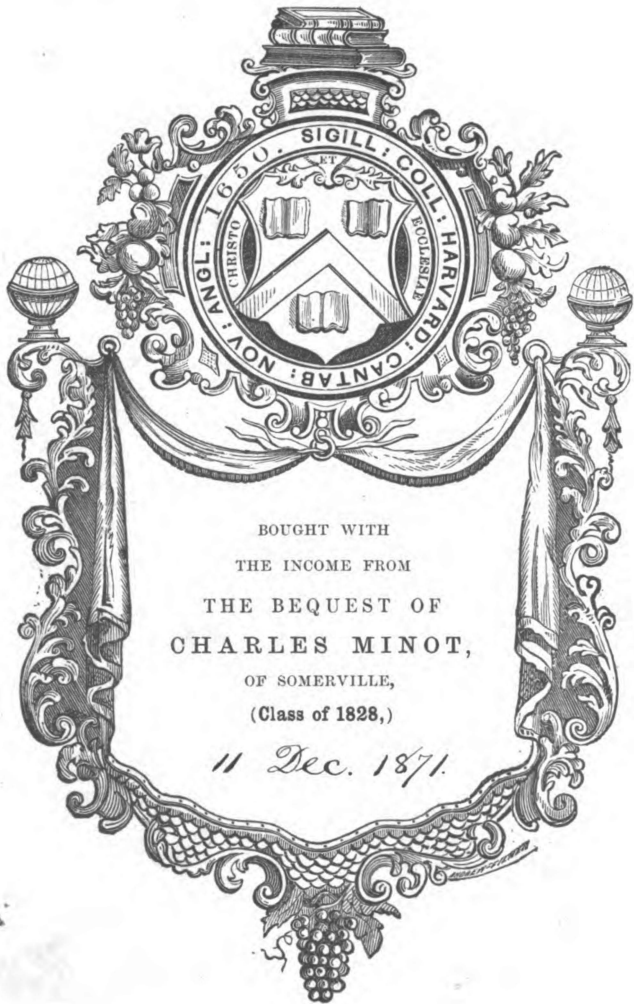 SIGILL: COLL: HARVARD: CANTAB: NOV: ANGL: 1650.
CHRISTO
ET
ECCLESIAE
BOUGHT WITH
THE INCOME FROM
THE BEQUEST OF
CHARLES MINOT,
OF SOMERVILLE,
(Class of 1828,)
11 Dec. 1871.